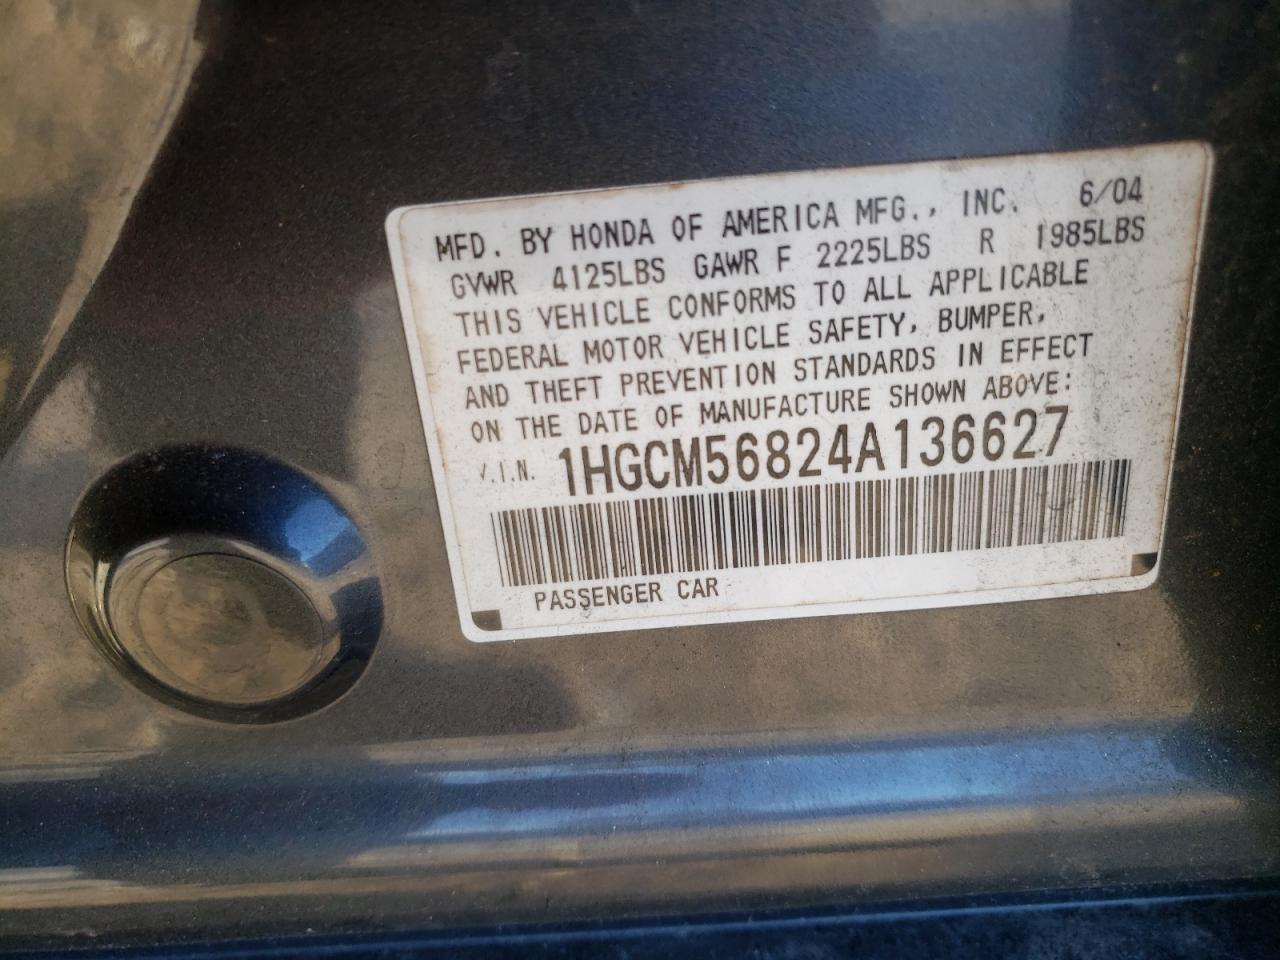 MFD. BY HONDA OF AMERICA MFG., INC. 6/04
GVWR 4125LBS GAWR F 2225LBS R 1985LBS
THIS VEHICLE CONFORMS TO ALL APPLICABLE
FEDERAL MOTOR VEHICLE SAFETY, BUMPER,
AND THEFT PREVENTION STANDARDS IN EFFECT
ON THE DATE OF MANUFACTURE SHOWN ABOVE:
V.I.N. 1HGCM56824A136627
PASSENGER CAR